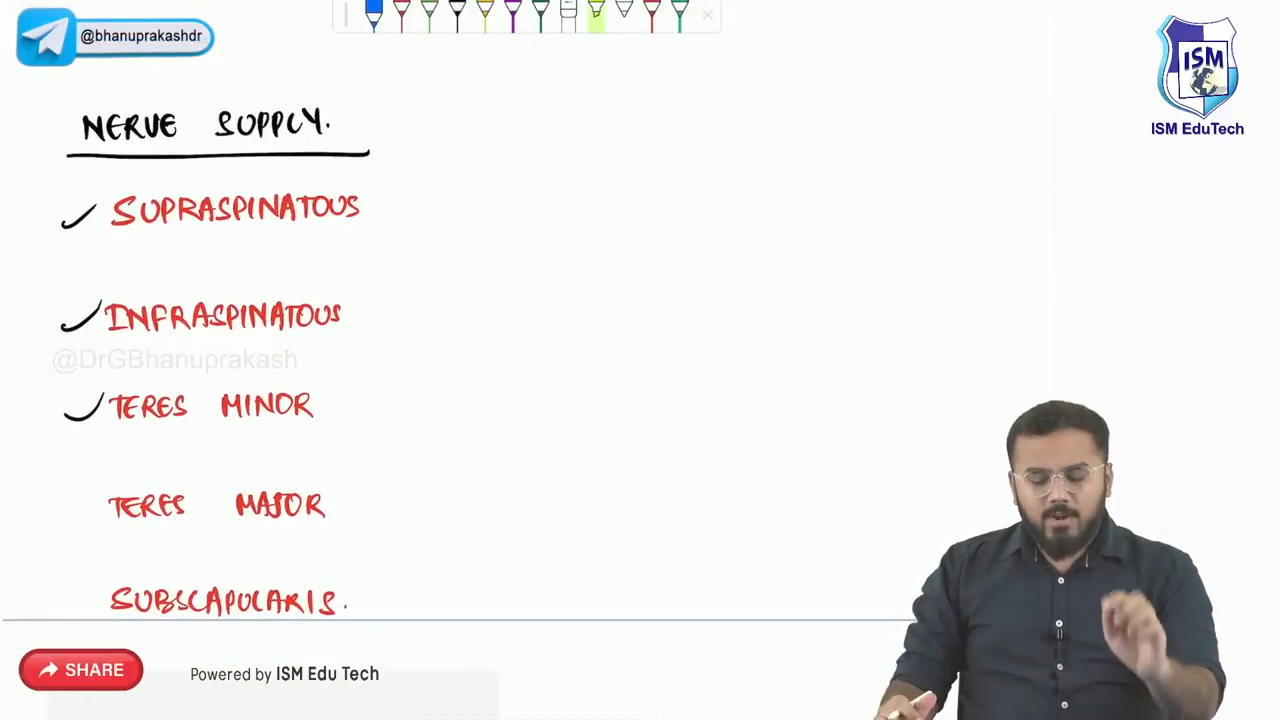 @bhanuprakashdr
ISM
ISM EduTech
NERVE SUPPLY.
SUPRASPINATOUS
INFRASPINATOUS
@DrGBhanuprakash
TERES MINOR
TERES MAJOR
SUBSCAPULARIS.
SHARE
Powered by ISM Edu Tech